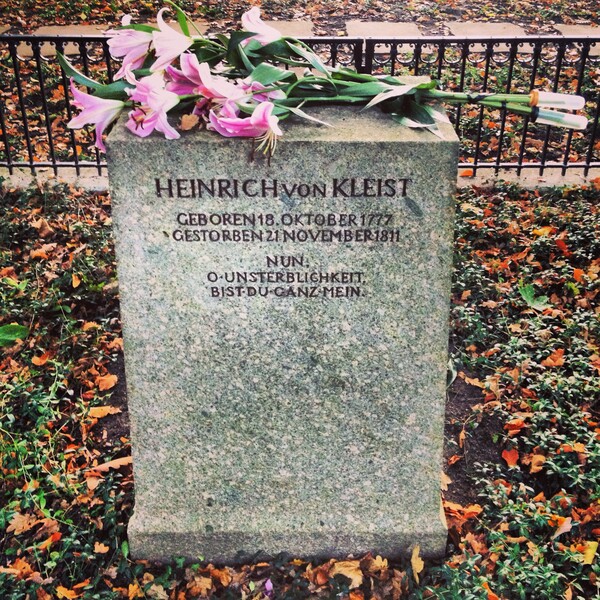 HEINRICH VON KLEIST
GEBOREN 18. OKTOBER 1777
GESTORBEN 21 NOVEMBER 1811
NUN.
O·UNSTERBLICHKEIT.
BIST·DU·GANZ·MEIN.